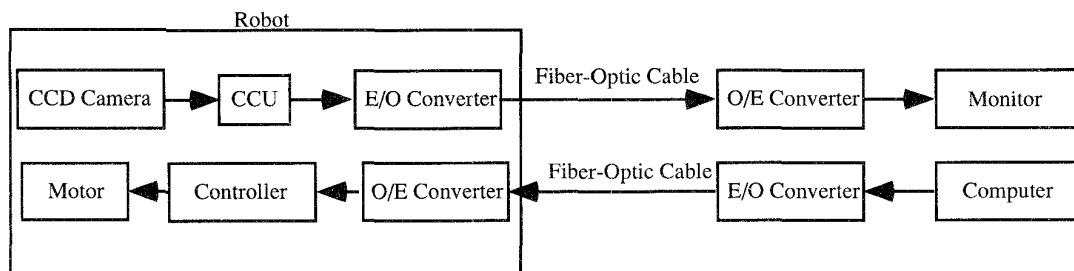 Robot
Fiber-Optic Cable
CCD Camera
CCU
E/O Converter
O/E Converter
Monitor
Fiber-Optic Cable
Motor
Controller
O/E Converter
E/O Converter
Computer